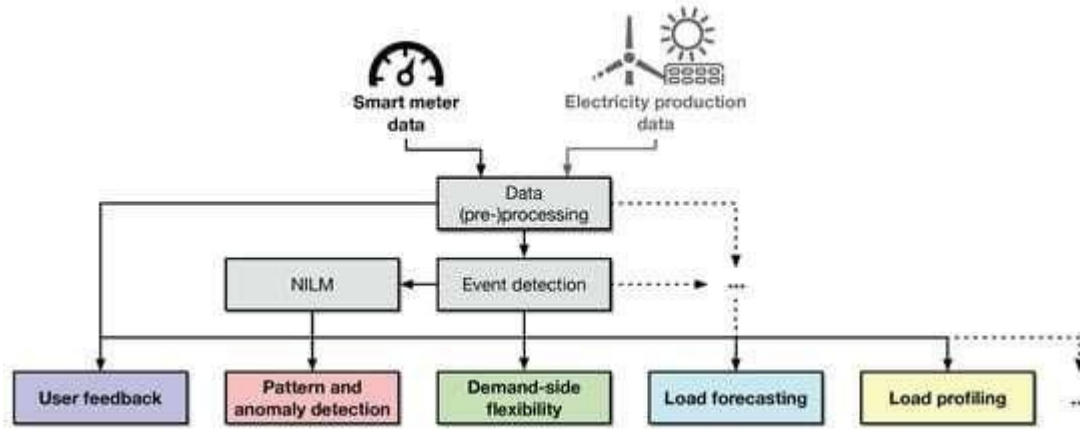 Smart meter
data
Electricity production
data
Data
(pre-)processing
NILM
Event detection
...
User feedback
Pattern and
anomaly detection
Demand-side
flexibility
Load forecasting
Load profiling
...